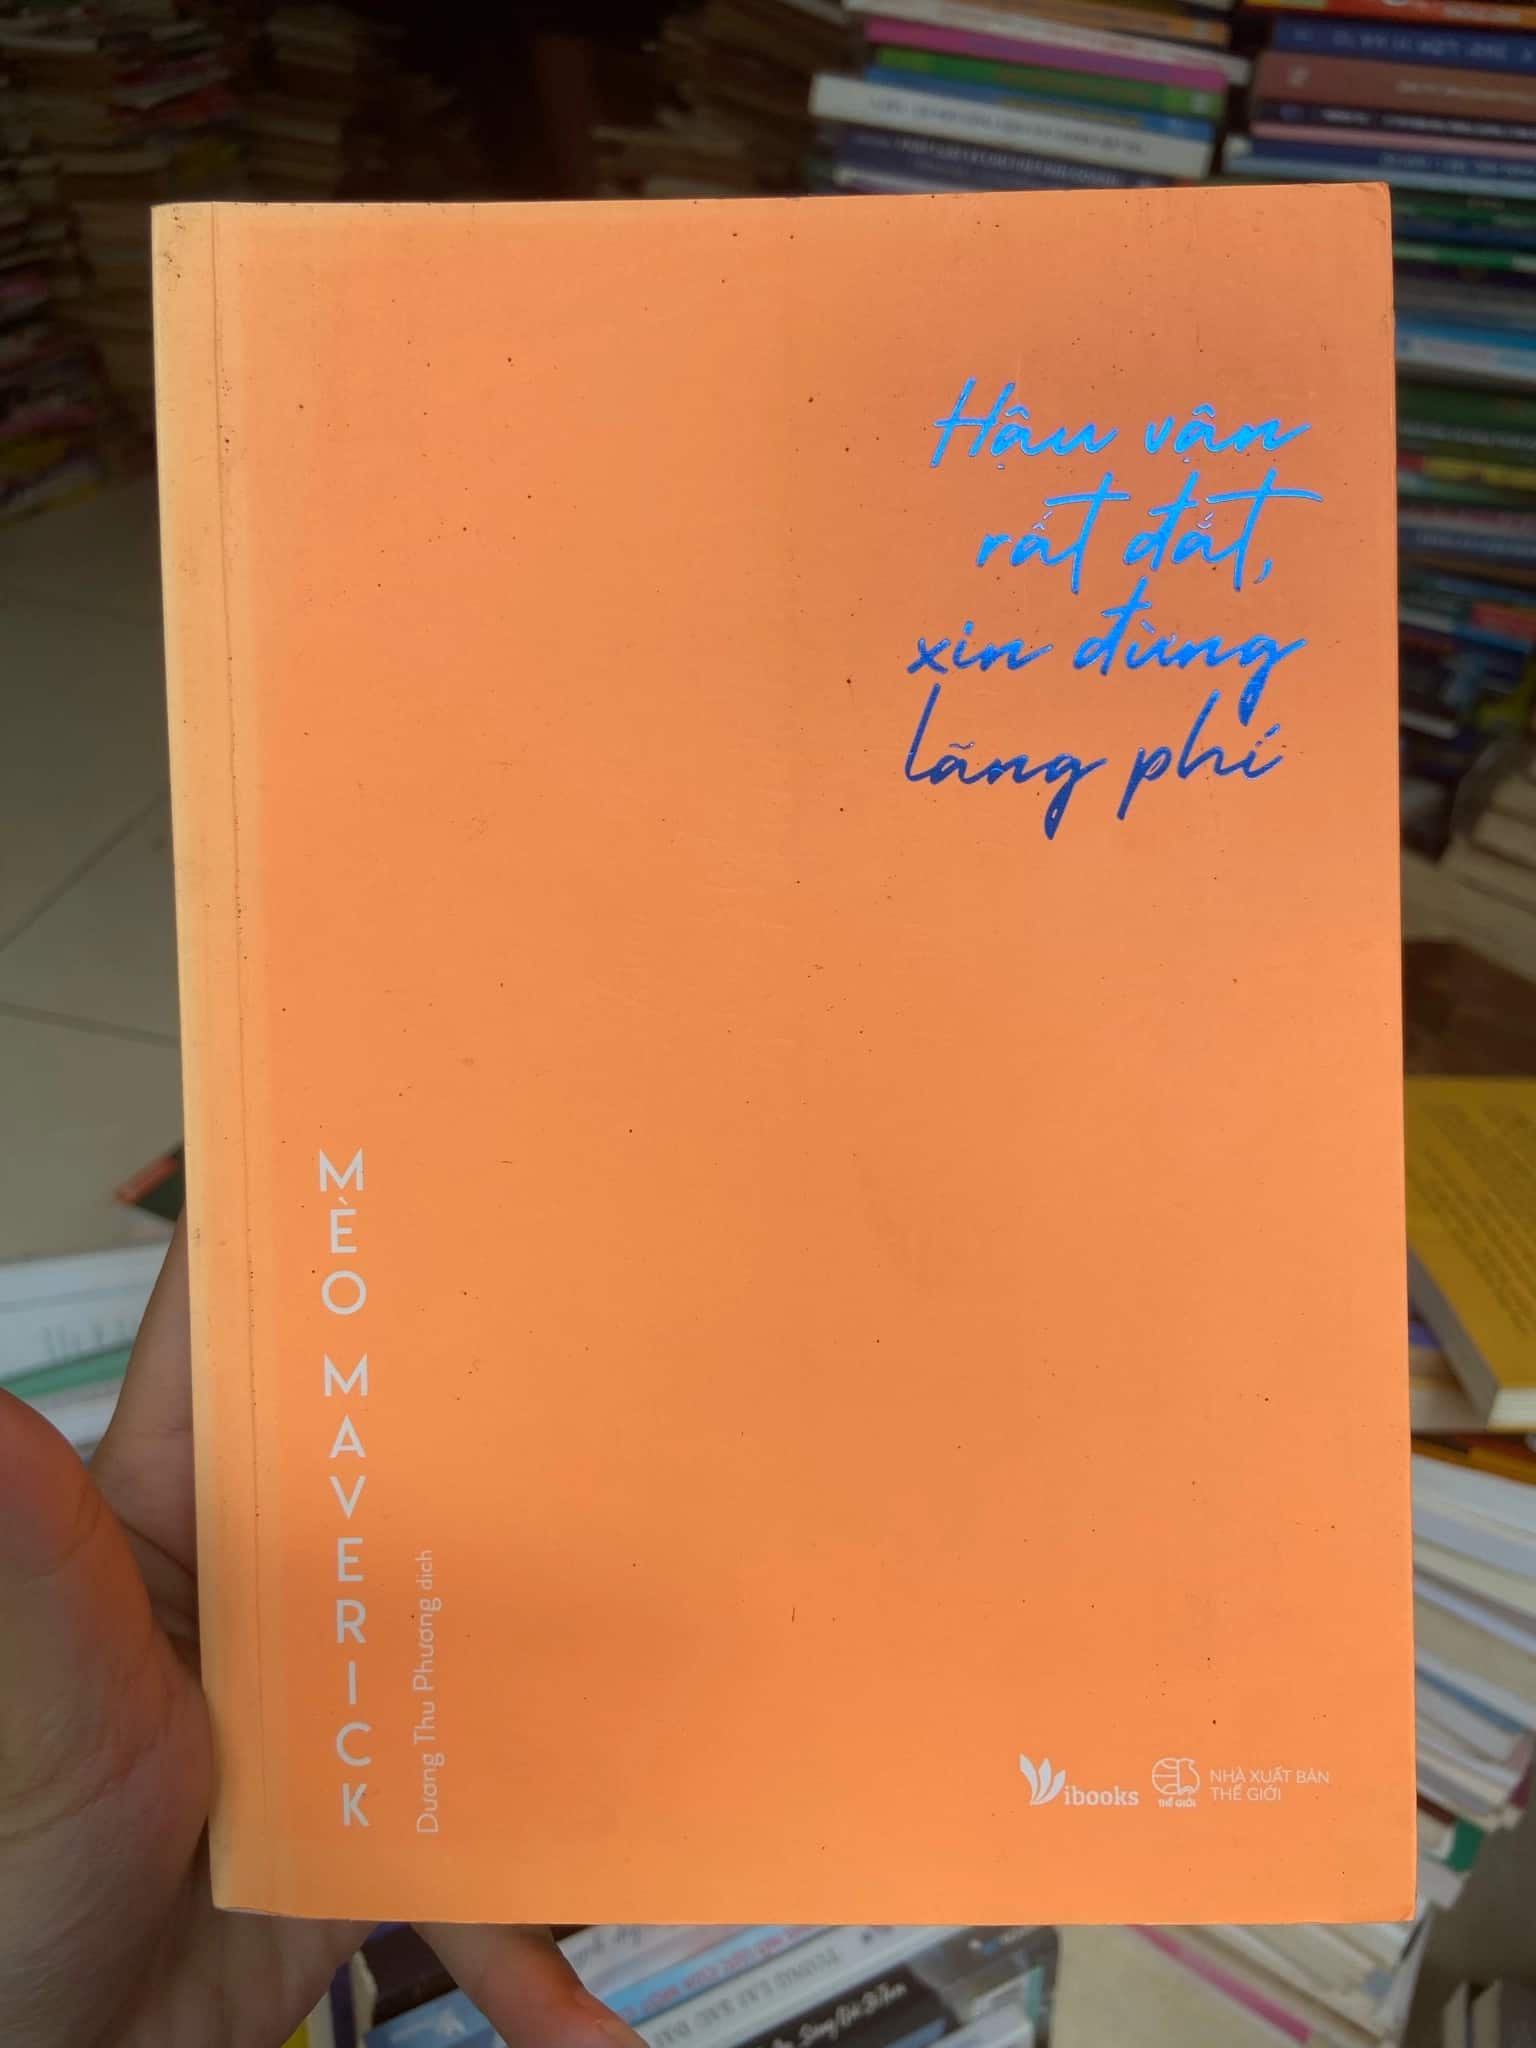 Hậu vận
rất đắt,
xin đừng
lãng phí
MÈO MAVERICK
Dương Thu Phương dịch
ibooks
THẾ GIỚI
NHÀ XUẤT BẢN
THẾ GIỚI